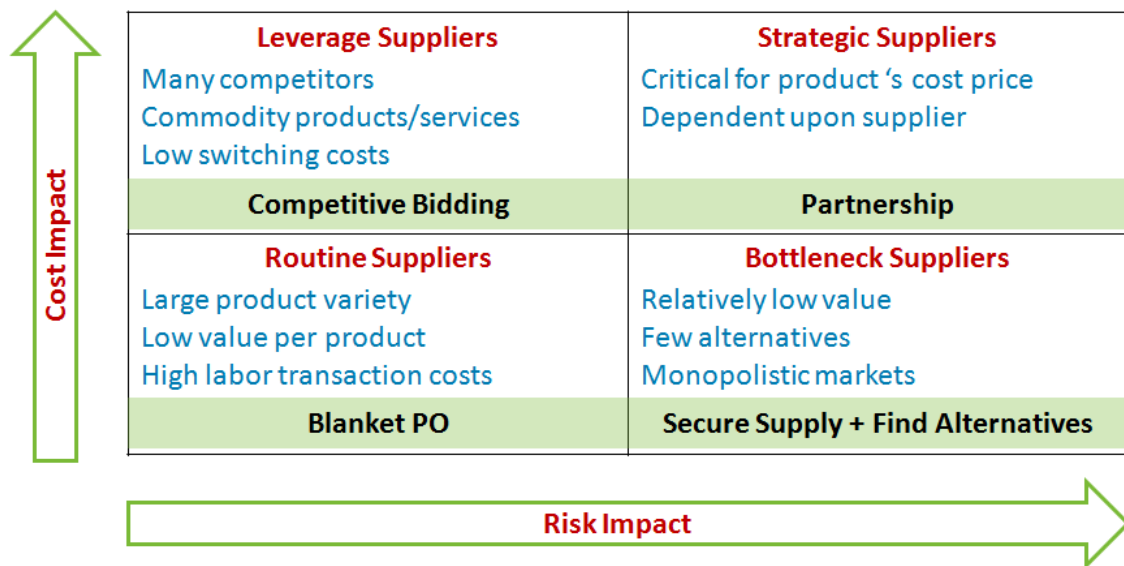 Cost Impact
Leverage Suppliers
Many competitors
Commodity products/services
Low switching costs
Competitive Bidding
Strategic Suppliers
Critical for product ‘s cost price
Dependent upon supplier
Partnership
Routine Suppliers
Large product variety
Low value per product
High labor transaction costs
Blanket PO
Bottleneck Suppliers
Relatively low value
Few alternatives
Monopolistic markets
Secure Supply + Find Alternatives
Risk Impact